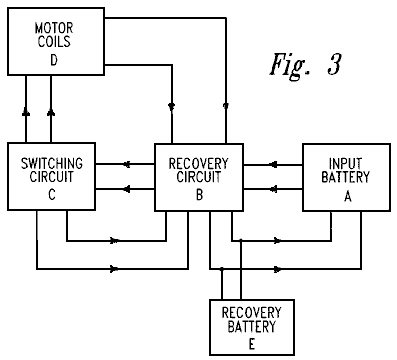 MOTOR
COILS
D
Fig. 3
SWITCHING
CIRCUIT
C
RECOVERY
CIRCUIT
B
INPUT
BATTERY
A
RECOVERY
BATTERY
E